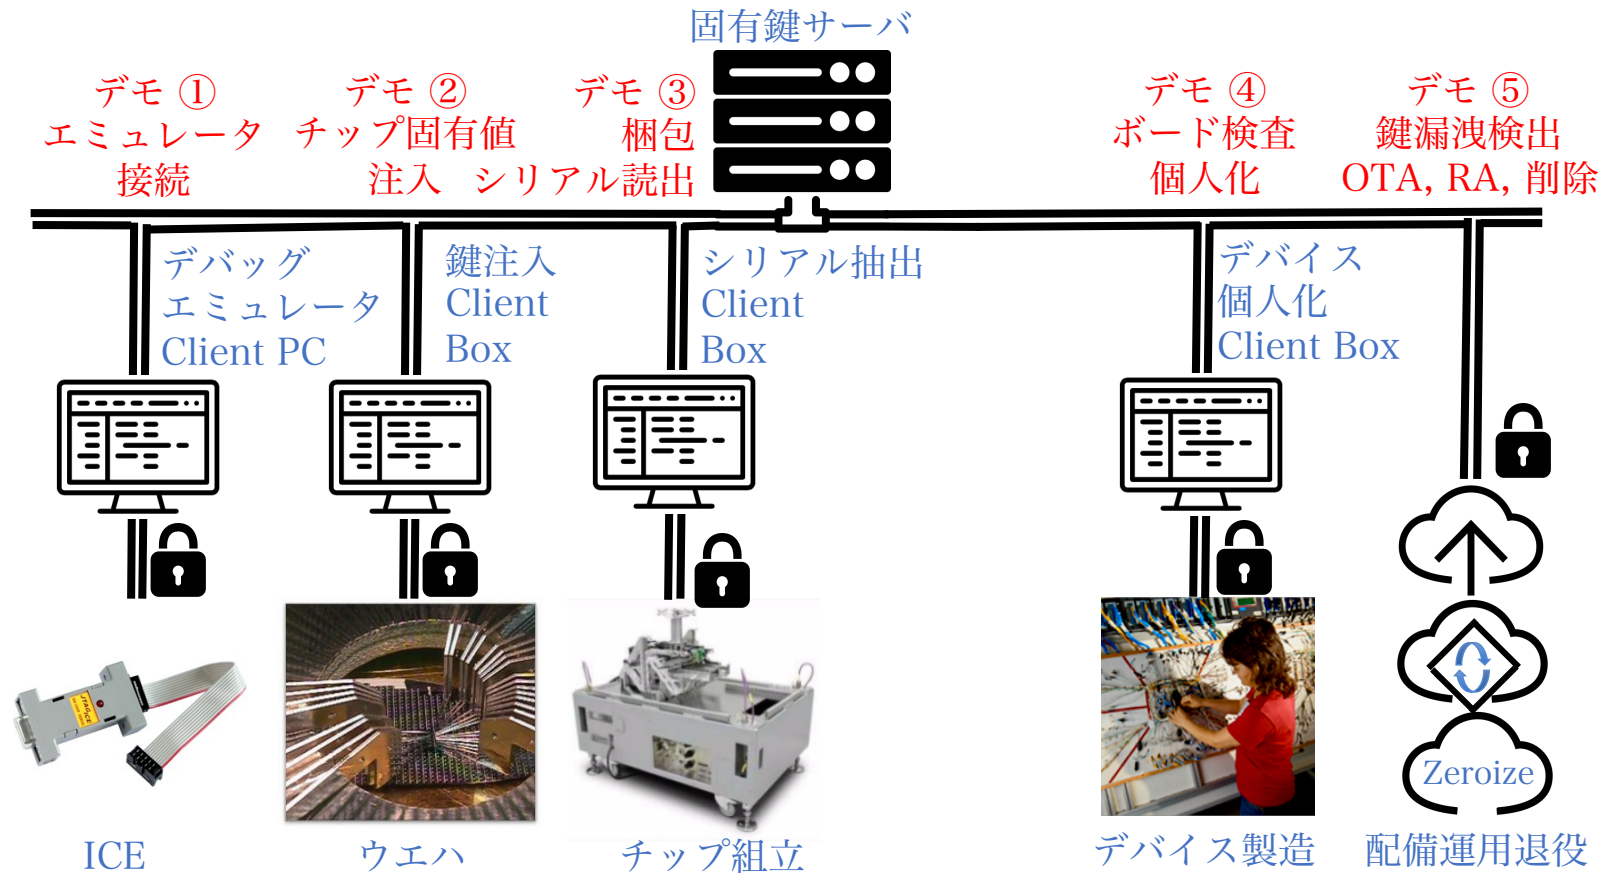 固有鍵サーバ
デモ ①
エミュレータ
接続
デモ ②
チップ固有値
注入
デモ ③
梱包
シリアル読出
デモ ④
ボード検査
個人化
デモ ⑤
鍵漏洩検出
OTA, RA, 削除
デバッグ
エミュレータ
Client PC
鍵注入
Client
Box
シリアル抽出
Client
Box
デバイス
個人化
Client Box
JTAG ICE
Zeroize
ICE
ウエハ
チップ組立
デバイス製造
配備運用退役